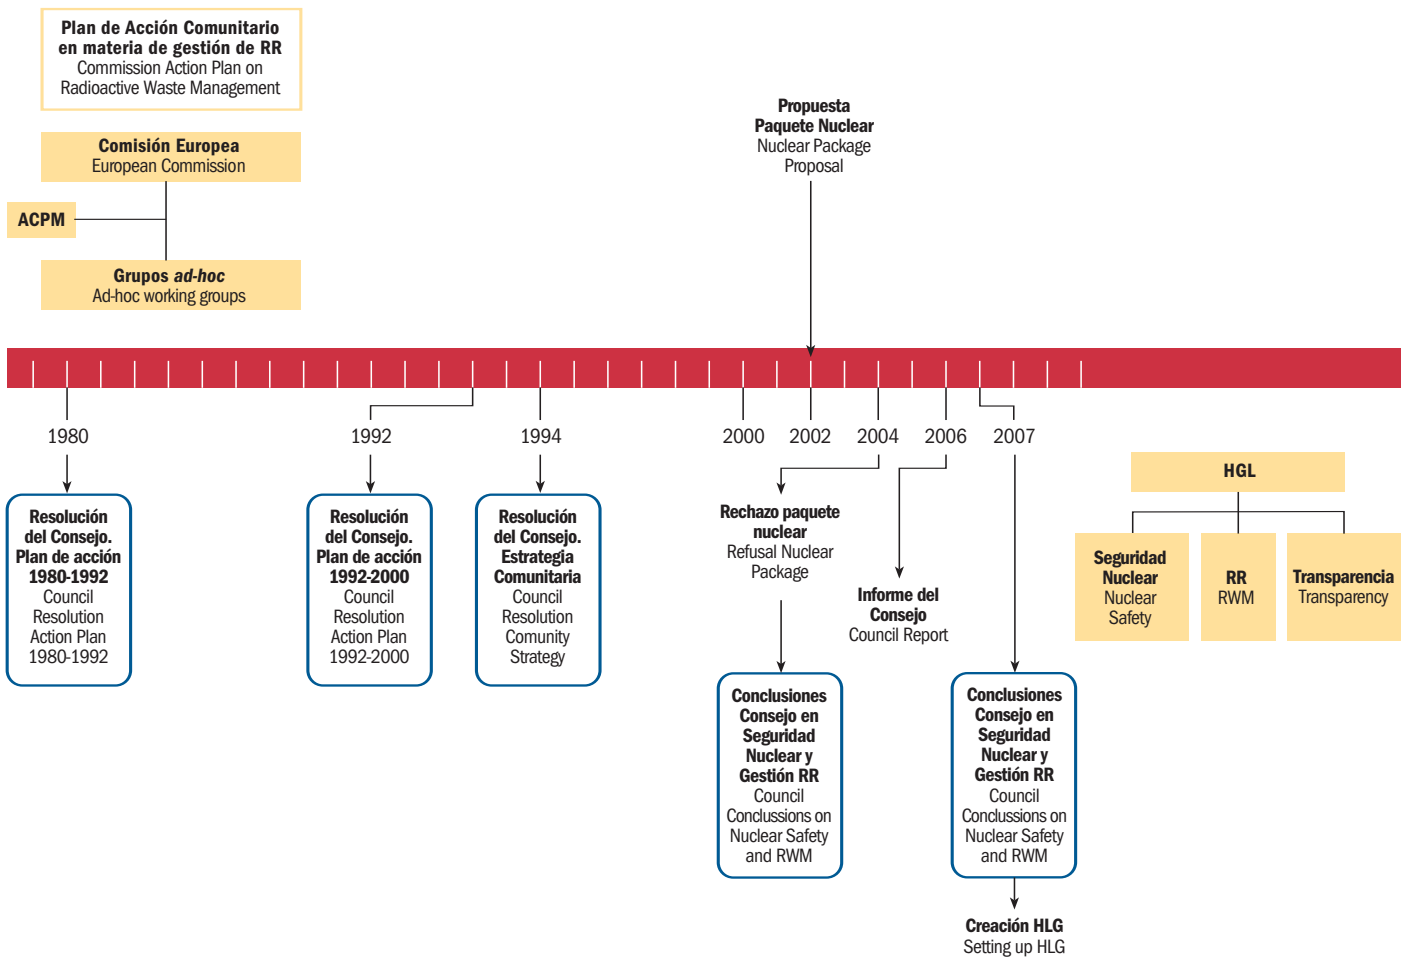 Plan de Acción Comunitario
en materia de gestión de RR
Commission Action Plan on
Radioactive Waste Management
Comisión Europea
European Commission
ACPM
Grupos ad-hoc
Ad-hoc working groups
Propuesta
Paquete Nuclear
Nuclear Package
Proposal
1980
1992
1994
2000
2002
2004
2006
2007
Resolución
del Consejo.
Plan de acción
1980-1992
Council
Resolution
Action Plan
1980-1992
Resolución
del Consejo.
Plan de acción
1992-2000
Council
Resolution
Action Plan
1992-2000
Resolución
del Consejo.
Estrategia
Comunitaria
Council
Resolution
Comunity
Strategy
Rechazo paquete
nuclear
Refusal Nuclear
Package
Conclusiones
Consejo en
Seguridad
Nuclear y
Gestión RR
Council
Conclussions on
Nuclear Safety
and RWM
Informe del
Consejo
Council Report
Conclusiones
Consejo en
Seguridad
Nuclear y
Gestión RR
Council
Conclussions on
Nuclear Safety
and RWM
Creación HLG
Setting up HLG
HGL
Seguridad
Nuclear
Nuclear
Safety
RR
RWM
Transparencia
Transparency